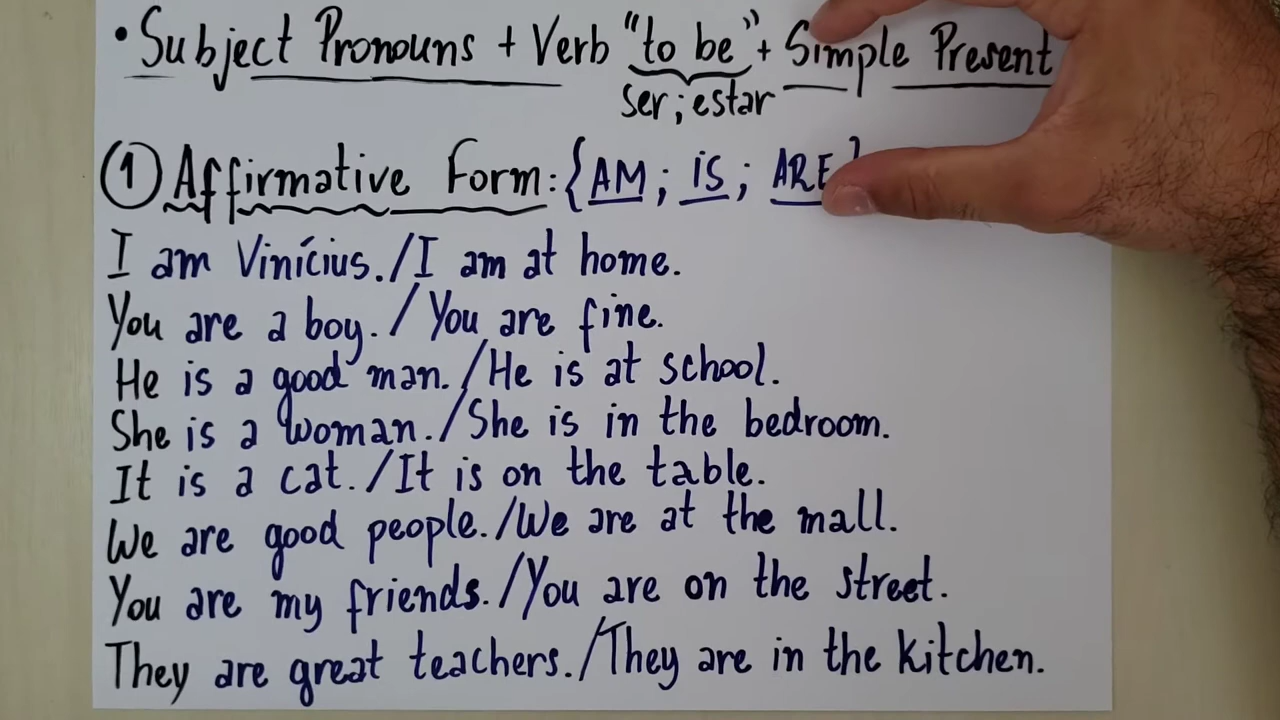 • Subject Pronouns + Verb "to be" + Simple Present
ser; estar
1 Affirmative Form: {AM; IS; ARE}
I am Vinícius./I am at home.
You are a boy./You are fine.
He is a good man./He is at school.
She is a woman./She is in the bedroom.
It is a cat./It is on the table.
We are good people./We are at the mall.
You are my friends./You are on the street.
They are great teachers./They are in the kitchen.